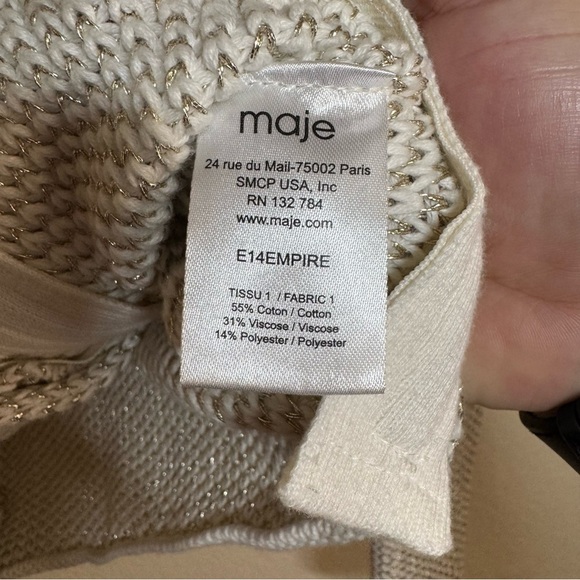 maje
24 rue du Mail-75002 Paris
SMCP USA, Inc
RN 132 784
www.maje.com
E14EMPIRE
TISSU 1 / FABRIC 1
55% Coton / Cotton
31% Viscose / Viscose
14% Polyester / Polyester